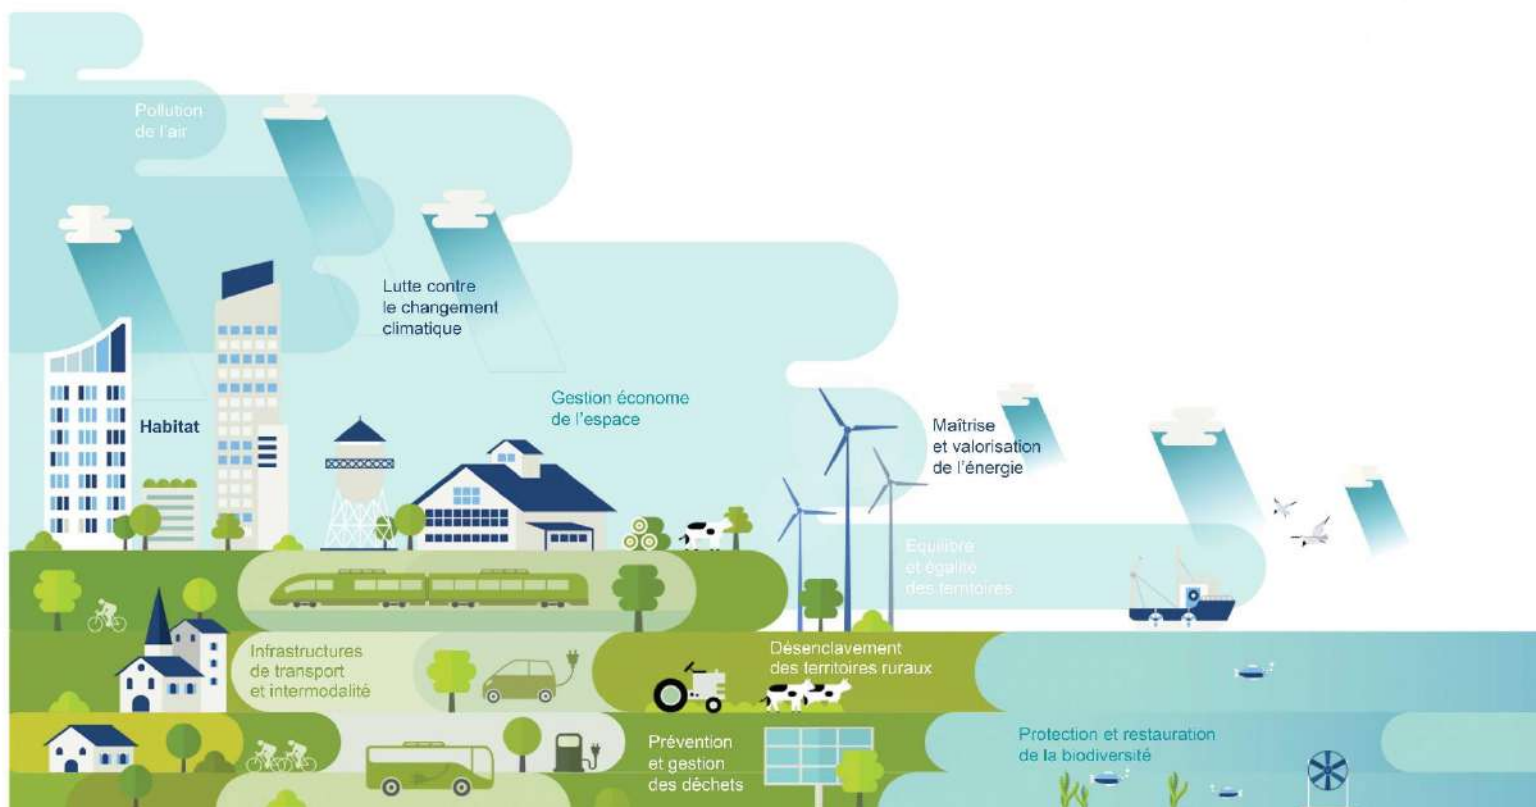 Pollution
de l'air
Lutte contre
le changement
climatique
Gestion économe
de l'espace
Habitat
Maîtrise
et valorisation
de l'énergie
Equilibre
et égalité
des territoires
Infrastructures
de transport
et intermodalité
Désenclavement
des territoires ruraux
Prévention
et gestion
des déchets
Protection et restauration
de la biodiversité